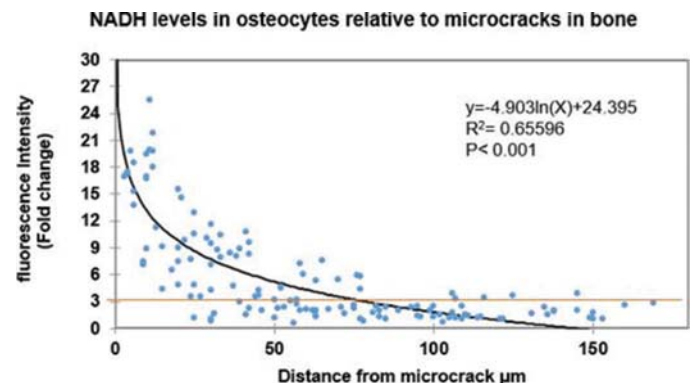 NADH levels in osteocytes relative to microcracks in bone
30
27
24
21
18
15
12
9
6
3
0
fluorescence Intensity
(Fold change)
y=-4.903ln(X)+24.395
R²= 0.65596
P< 0.001
0 50 100 150
Distance from microcrack µm